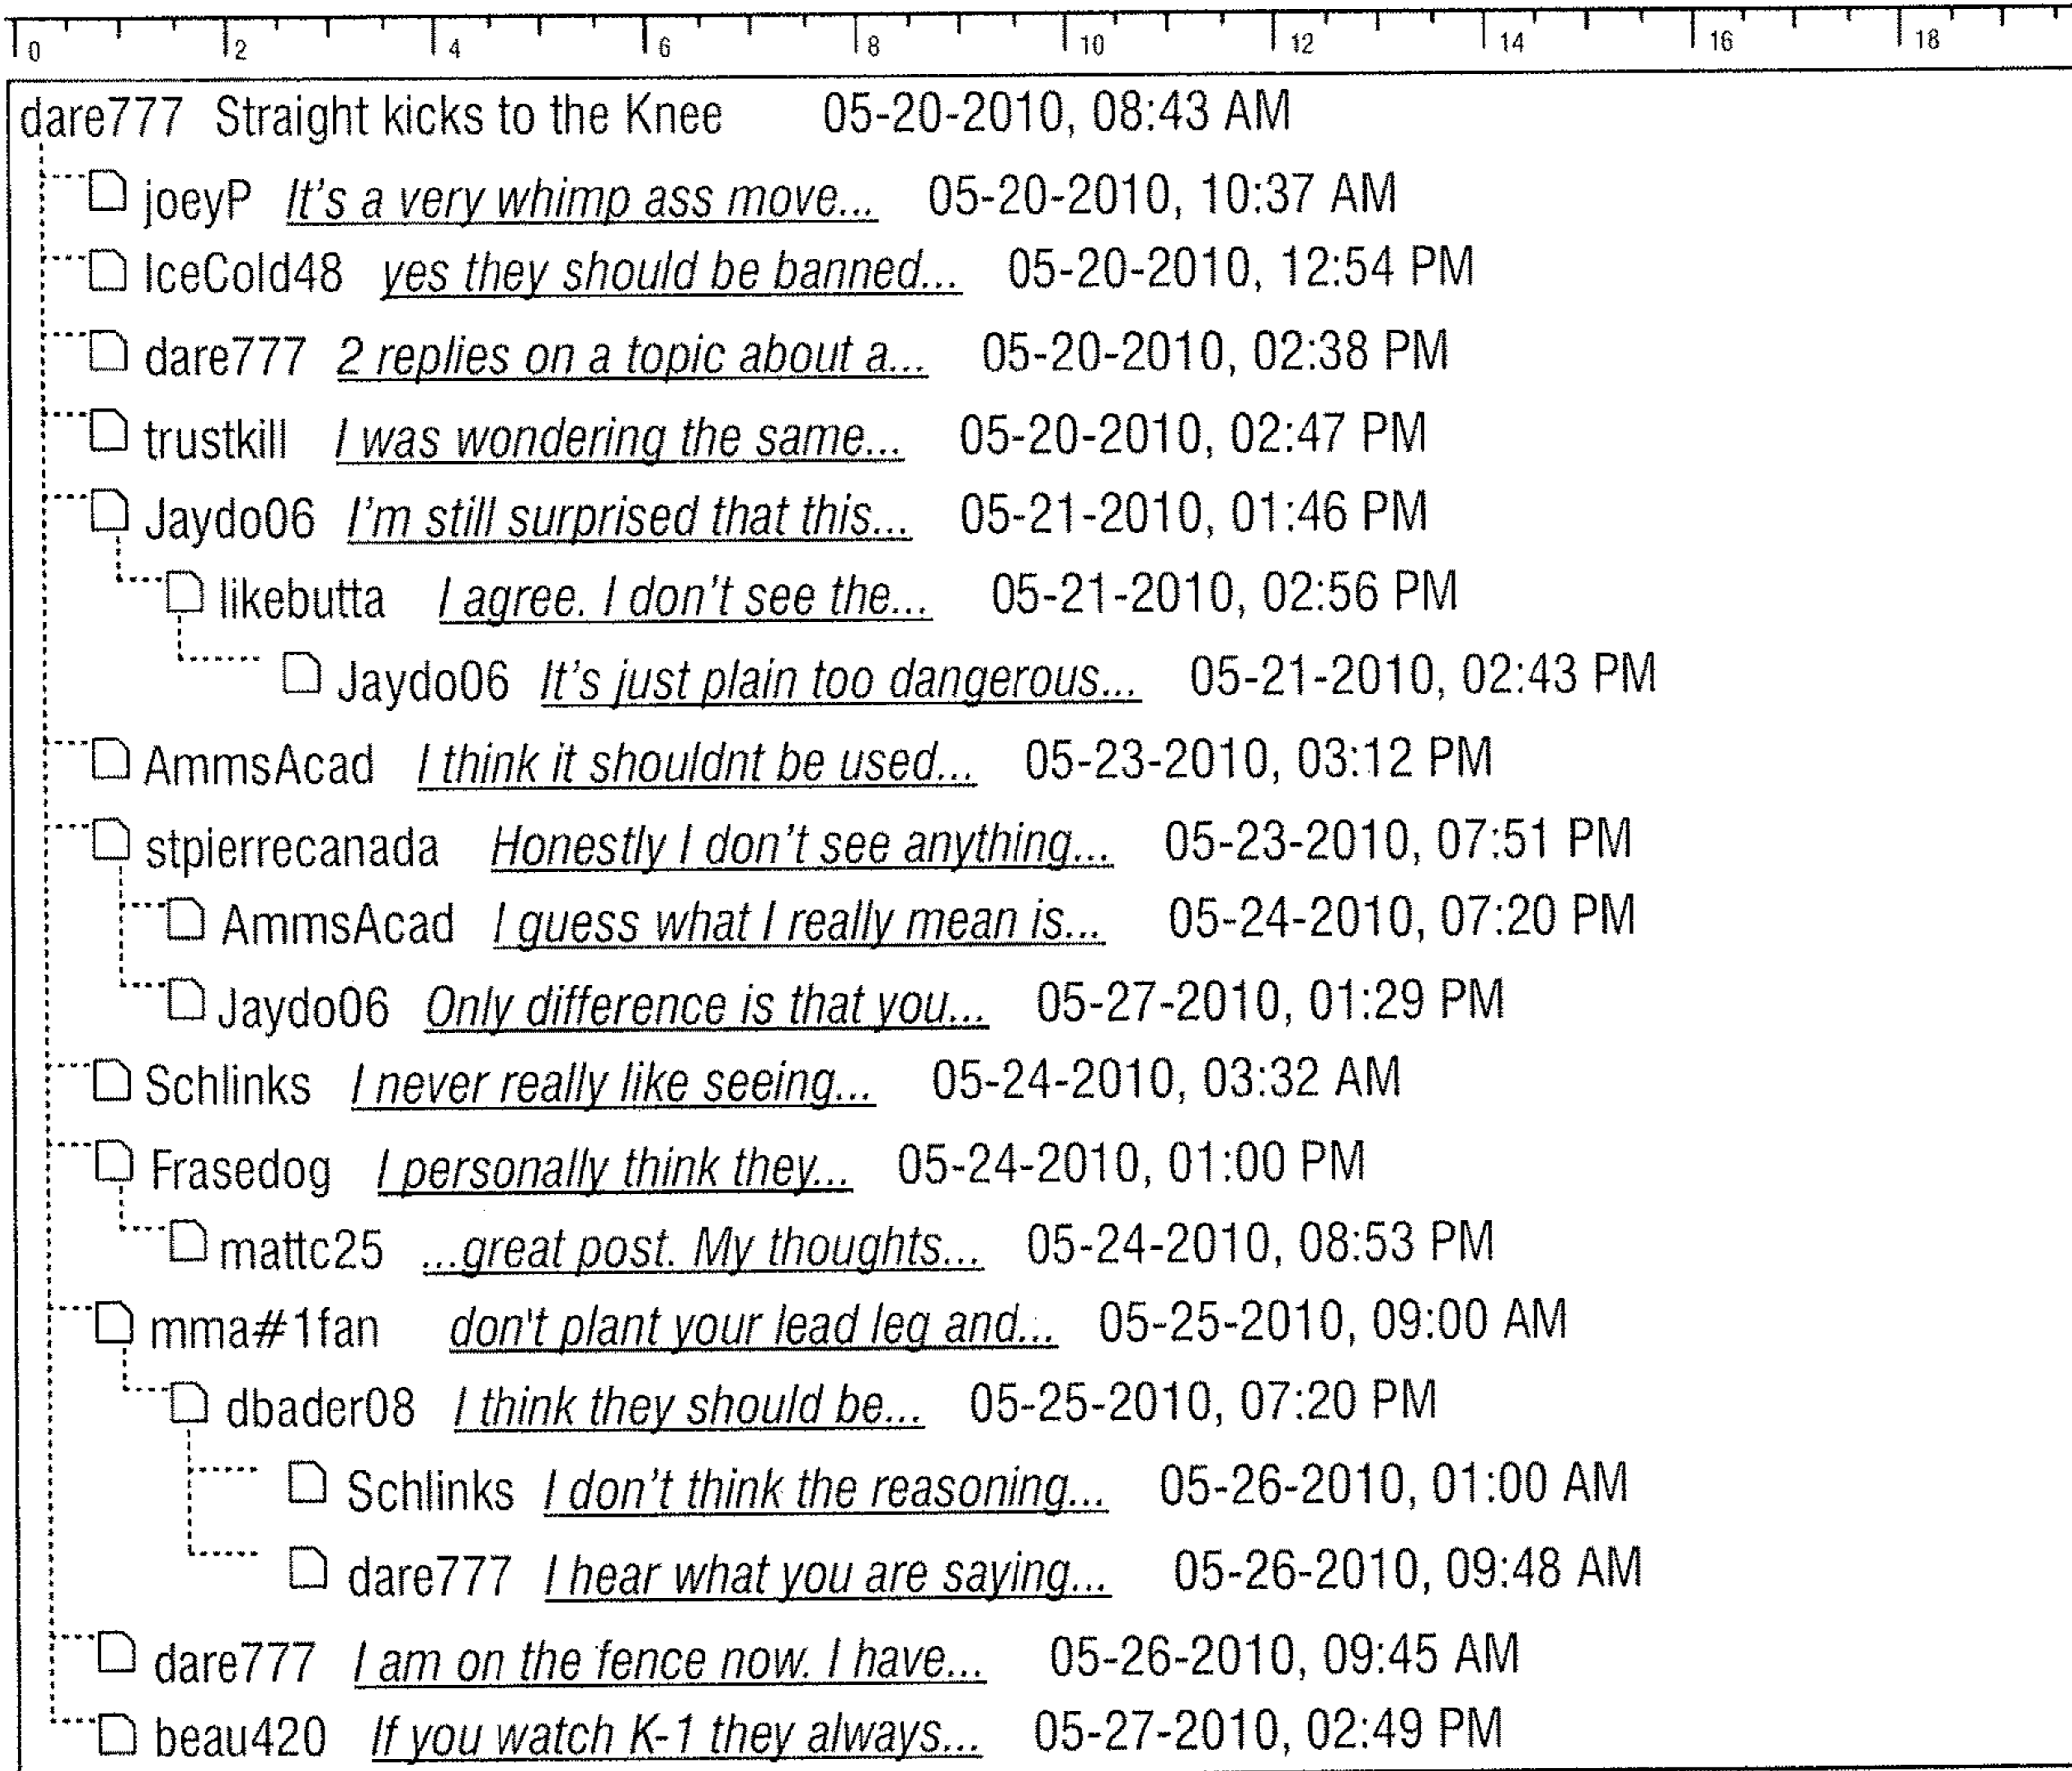 0 2 4 6 8 10 12 14 16 18
dare777 Straight kicks to the Knee 05-20-2010, 08:43 AM
joeyP It's a very whimp ass move... 05-20-2010, 10:37 AM
IceCold48 yes they should be banned... 05-20-2010, 12:54 PM
dare777 2 replies on a topic about a... 05-20-2010, 02:38 PM
trustkill I was wondering the same... 05-20-2010, 02:47 PM
Jaydo06 I'm still surprised that this... 05-21-2010, 01:46 PM
likebutta I agree. I don't see the... 05-21-2010, 02:56 PM
Jaydo06 It's just plain too dangerous... 05-21-2010, 02:43 PM
AmmsAcad I think it shouldnt be used... 05-23-2010, 03:12 PM
stpierrecanada Honestly I don't see anything... 05-23-2010, 07:51 PM
AmmsAcad I guess what I really mean is... 05-24-2010, 07:20 PM
Jaydo06 Only difference is that you... 05-27-2010, 01:29 PM
Schlinks I never really like seeing... 05-24-2010, 03:32 AM
Frasedog I personally think they... 05-24-2010, 01:00 PM
mattc25 ...great post. My thoughts... 05-24-2010, 08:53 PM
mma#1fan don't plant your lead leg and... 05-25-2010, 09:00 AM
dbader08 I think they should be... 05-25-2010, 07:20 PM
Schlinks I don't think the reasoning... 05-26-2010, 01:00 AM
dare777 I hear what you are saying... 05-26-2010, 09:48 AM
dare777 I am on the fence now. I have... 05-26-2010, 09:45 AM
beau420 If you watch K-1 they always... 05-27-2010, 02:49 PM